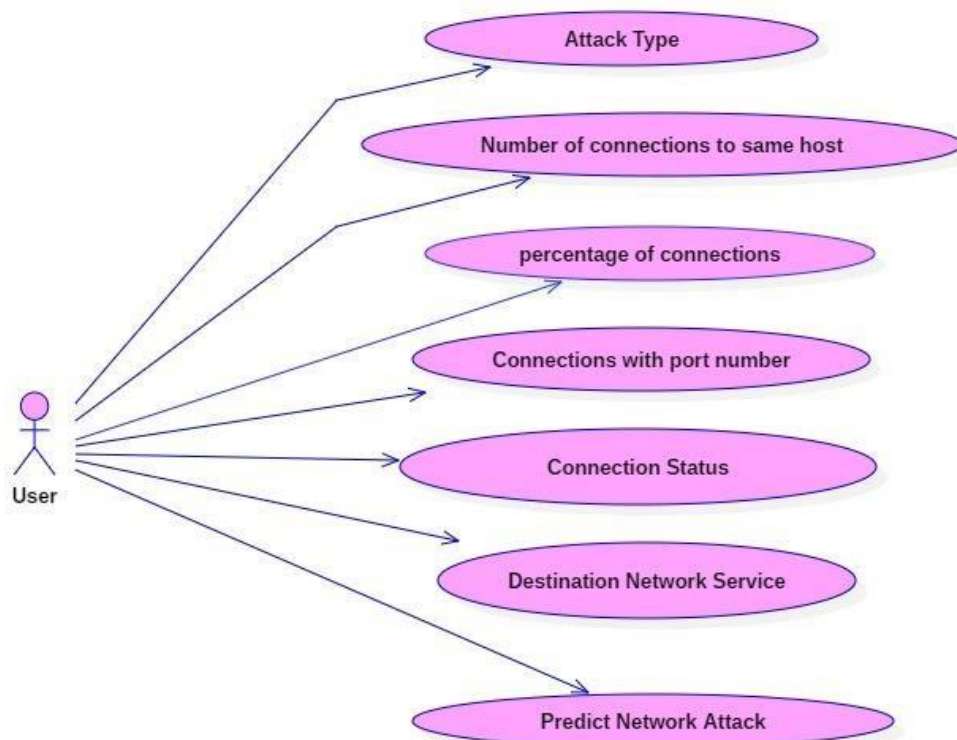 Attack Type
Number of connections to same host
percentage of connections
Connections with port number
Connection Status
User
Destination Network Service
Predict Network Attack